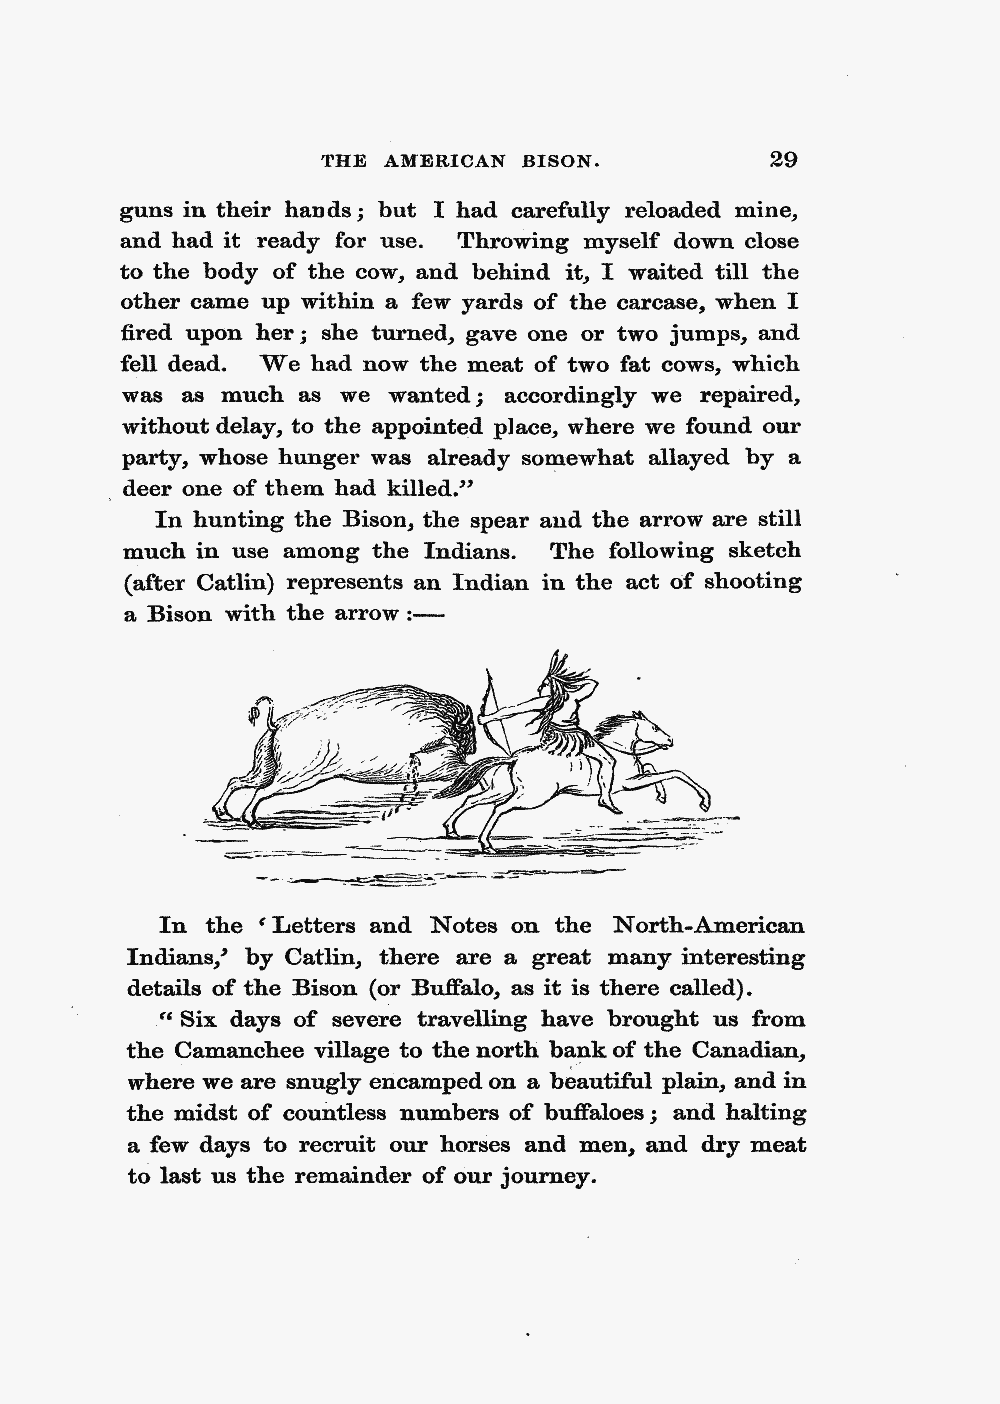 THE AMERICAN BISON. 29
guns in their hands; but I had carefully reloaded mine,
and had it ready for use. Throwing myself down close
to the body of the cow, and behind it, I waited till the
other came up within a few yards of the carcase, when I
fired upon her; she turned, gave one or two jumps, and
fell dead. We had now the meat of two fat cows, which
was as much as we wanted; accordingly we repaired,
without delay, to the appointed place, where we found our
party, whose hunger was already somewhat allayed by a
deer one of them had killed.”
In hunting the Bison, the spear and the arrow are still
much in use among the Indians. The following sketch
(after Catlin) represents an Indian in the act of shooting
a Bison with the arrow :—
In the ‘Letters and Notes on the North-American
Indians,’ by Catlin, there are a great many interesting
details of the Bison (or Buffalo, as it is there called).
“Six days of severe travelling have brought us from
the Camanchee village to the north bank of the Canadian,
where we are snugly encamped on a beautiful plain, and in
the midst of countless numbers of buffaloes; and halting
a few days to recruit our horses and men, and dry meat
to last us the remainder of our journey.